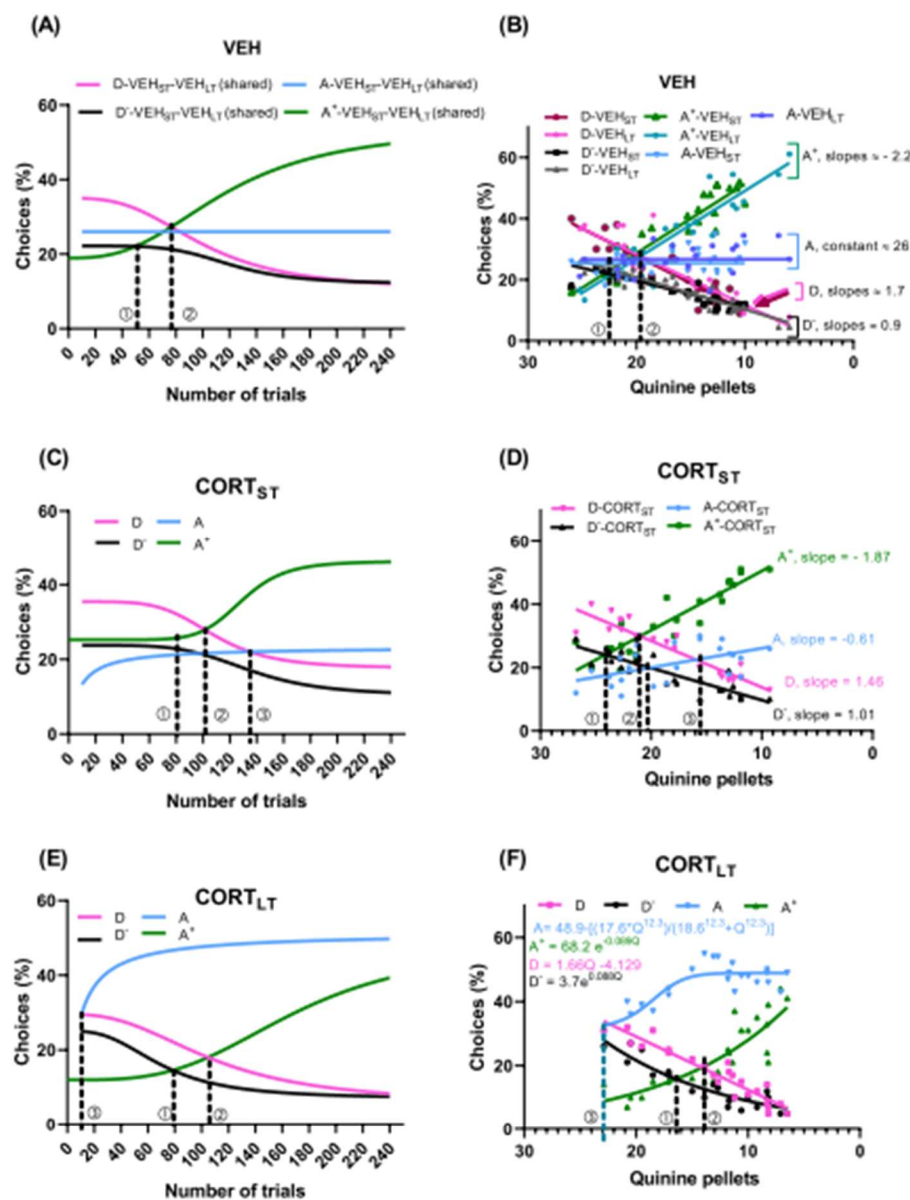 (A)
VEH
D-VEHST-VEHLT (shared)
A-VEHST-VEHLT (shared)
D⁻-VEHST-VEHLT (shared)
A⁺-VEHST-VEHLT (shared)
Choices (%)
60
40
20
0
① ②
0 20 40 60 80 100 120 140 160 180 200 220 240
Number of trials
(B)
VEH
D-VEHST
A⁺-VEHST
A-VEHLT
D-VEHLT
A⁺-VEHLT
D⁻-VEHST
A-VEHST
D⁻-VEHLT
Choices (%)
80
60
40
20
0
A⁺, slopes ≈ - 2.2
A, constant ≈ 26
D, slopes ≈ 1.7
D⁻, slopes ≈ 0.9
① ②
30 20 10 0
Quinine pellets
(C)
CORTST
D A
D⁻ A⁺
Choices (%)
60
40
20
0
① ② ③
0 20 40 60 80 100 120 140 160 180 200 220 240
Number of trials
(D)
CORTST
D-CORTST
A-CORTST
D⁻-CORTST
A⁺-CORTST
Choices (%)
60
40
20
0
A⁺, slope = - 1.87
A, slope = -0.61
D, slope = 1.46
D⁻, slope = 1.01
① ② ③
30 20 10 0
Quinine pellets
(E)
CORTLT
D A
D⁻ A⁺
Choices (%)
60
40
20
0
③ ① ②
0 20 40 60 80 100 120 140 160 180 200 220 240
Number of trials
(F)
CORTLT
D D⁻ A A⁺
A= 48.9-[(17.6*Q^12.3)/(18.6^12.3+Q^12.3)]
D = 1.66Q -4.129
Choices (%)
60
40
20
0
③ ① ②
30 20 10 0
Quinine pellets